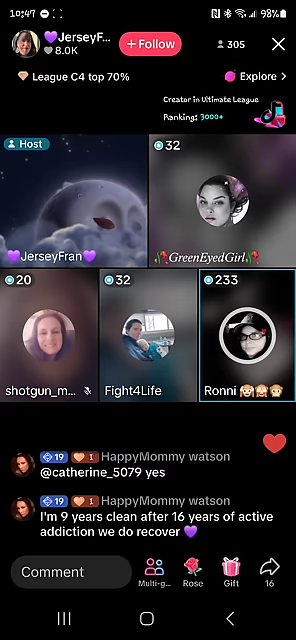 10:47
98%
💜JerseyF...
8.0K
+ Follow
305
League C4 top 70%
Explore >
Creator in Ultimate League
Ranking: 3000+
Host
32
💜JerseyFran💜
🥀GreenEyedGirl🥀
20
32
233
shotgun_m...
Fight4Life
Ronni 🙈🙈🙊
19 1 HappyMommy watson
@catherine_5079 yes
19 1 HappyMommy watson
I'm 9 years clean after 16 years of active
addiction we do recover 💜
Comment
Multi-g...
Rose
Gift
16